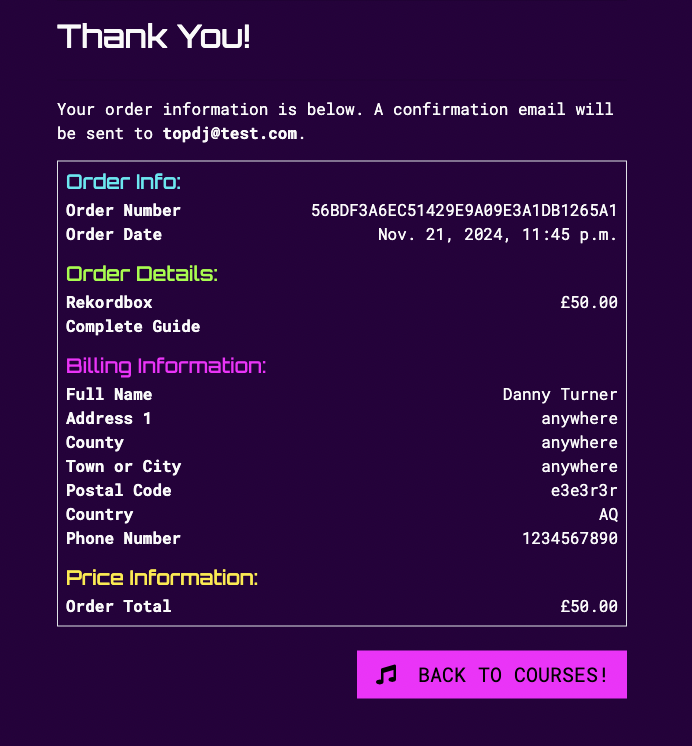 Thank You!
Your order information is below. A confirmation email will
be sent to topdj@test.com.
Order Info:
Order Number 56BDF3A6EC51429E9A09E3A1DB1265A1
Order Date Nov. 21, 2024, 11:45 p.m.
Order Details:
Rekordbox £50.00
Complete Guide
Billing Information:
Full Name Danny Turner
Address 1 anywhere
County anywhere
Town or City anywhere
Postal Code e3e3r3r
Country AQ
Phone Number 1234567890
Price Information:
Order Total £50.00
BACK TO COURSES!